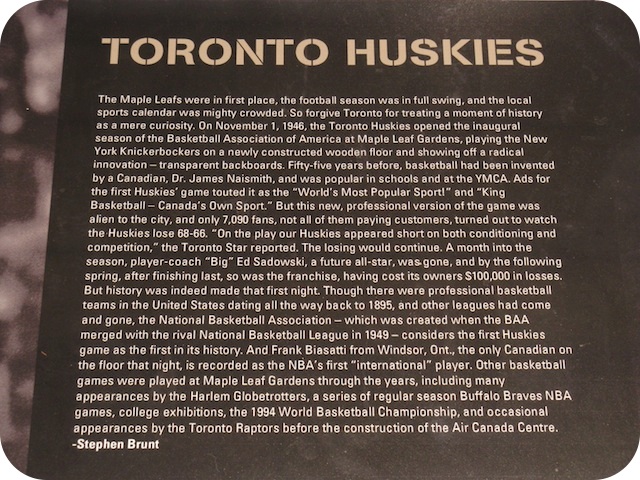 TORONTO HUSKIES
The Maple Leafs were in first place, the football season was in full swing, and the local
sports calendar was mighty crowded. So forgive Toronto for treating a moment of history
as a mere curiosity. On November 1, 1946, the Toronto Huskies opened the inaugural
season of the Basketball Association of America at Maple Leaf Gardens, playing the New
York Knickerbockers on a newly constructed wooden floor and showing off a radical
innovation – transparent backboards. Fifty-five years before, basketball had been invented
by a Canadian, Dr. James Naismith, and was popular in schools and at the YMCA. Ads for
the first Huskies' game touted it as the "World's Most Popular Sport!" and "King
Basketball – Canada's Own Sport." But this new, professional version of the game was
alien to the city, and only 7,090 fans, not all of them paying customers, turned out to watch
the Huskies lose 68-66. "On the play our Huskies appeared short on both conditioning and
competition," the Toronto Star reported. The losing would continue. A month into the
season, player-coach "Big" Ed Sadowski, a future all-star, was gone, and by the following
spring, after finishing last, so was the franchise, having cost its owners $100,000 in losses.
But history was indeed made that first night. Though there were professional basketball
teams in the United States dating all the way back to 1895, and other leagues had come
and gone, the National Basketball Association – which was created when the BAA
merged with the rival National Basketball League in 1949 – considers the first Huskies
game as the first in its history. And Frank Biasatti from Windsor, Ont., the only Canadian on
the floor that night, is recorded as the NBA's first "international" player. Other basketball
games were played at Maple Leaf Gardens through the years, including many
appearances by the Harlem Globetrotters, a series of regular season Buffalo Braves NBA
games, college exhibitions, the 1994 World Basketball Championship, and occasional
appearances by the Toronto Raptors before the construction of the Air Canada Centre.
-Stephen Brunt